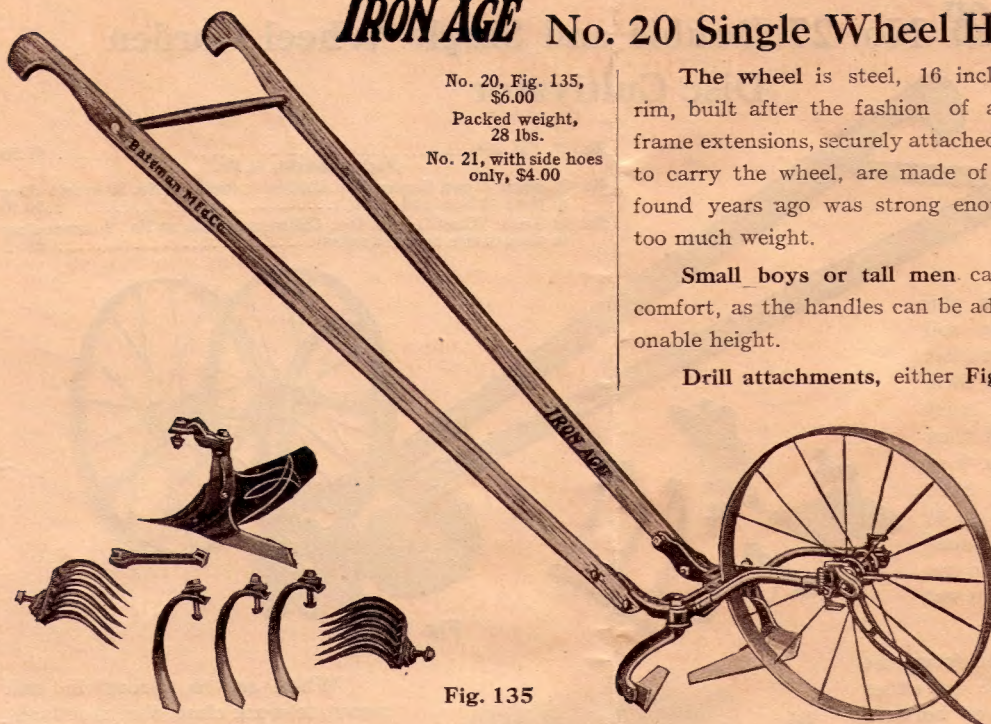 IRON AGE No. 20 Single Wheel H
No. 20, Fig. 135,
$6.00
Packed weight,
28 lbs.
No. 21, with side hoes
only, $4.00
The wheel is steel, 16 incl
rim, built after the fashion of a
frame extensions, securely attached
to carry the wheel, are made of
found years ago was strong enou
too much weight.
Small boys or tall men ca
comfort, as the handles can be ad
onable height.
Drill attachments, either Fig
Bateman Mfg Co
IRON AGE
Fig. 135